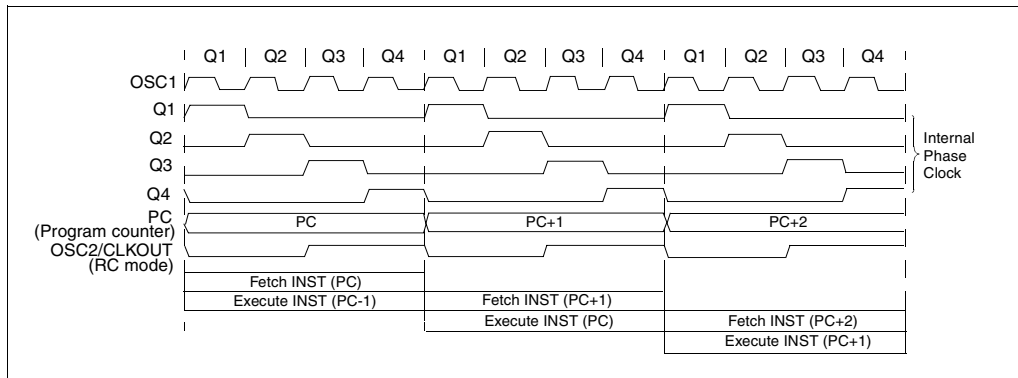 Q1 Q2 Q3 Q4 Q1 Q2 Q3 Q4 Q1 Q2 Q3 Q4
OSC1
Q1
Q2
Q3
Q4
Internal
Phase
Clock
PC
(Program counter)
PC PC+1 PC+2
OSC2/CLKOUT
(RC mode)
Fetch INST (PC)
Execute INST (PC-1) Fetch INST (PC+1)
Execute INST (PC) Fetch INST (PC+2)
Execute INST (PC+1)